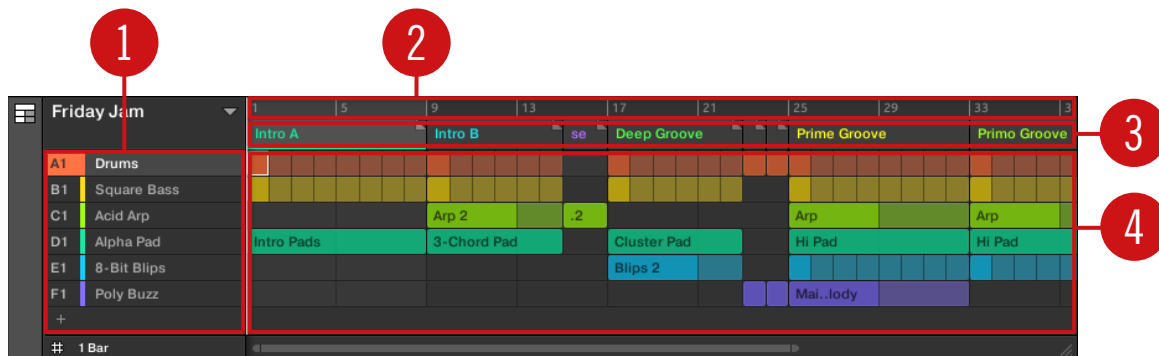 1 2
Friday Jam 1 5 9 13 17 21 25 29 33 3
Intro A Intro B se Deep Groove Prime Groove Primo Groove 3
A1 Drums
B1 Square Bass
C1 Acid Arp Arp 2 .2 Arp Arp
D1 Alpha Pad Intro Pads 3-Chord Pad Cluster Pad Hi Pad Hi Pad 4
E1 8-Bit Blips Blips 2
F1 Poly Buzz Mai..lody
+
1 Bar